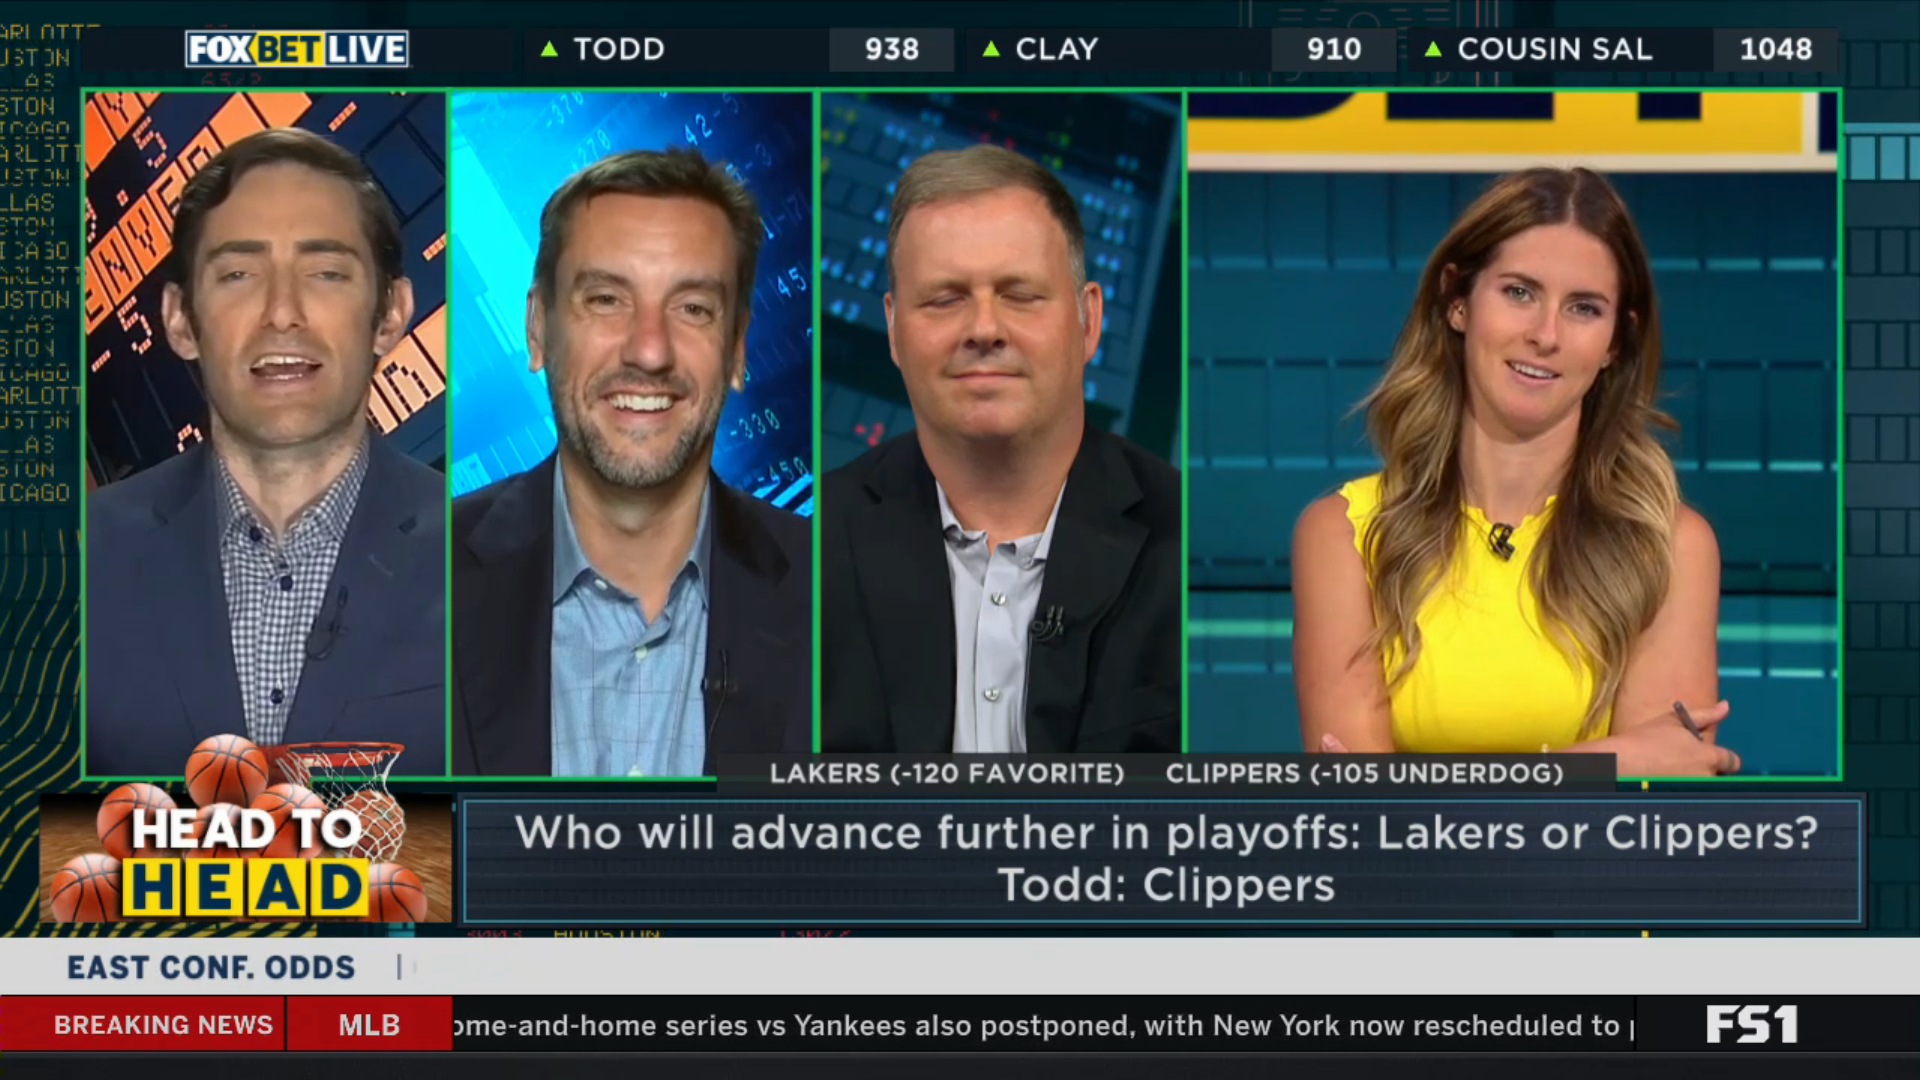 FOX BET LIVE
TODD 938
CLAY 910
COUSIN SAL 1048
LAKERS (-120 FAVORITE) CLIPPERS (-105 UNDERDOG)
HEAD TO
HEAD
Who will advance further in playoffs: Lakers or Clippers?
Todd: Clippers
EAST CONF. ODDS |
BREAKING NEWS
MLB
ome-and-home series vs Yankees also postponed, with New York now rescheduled to
FS1